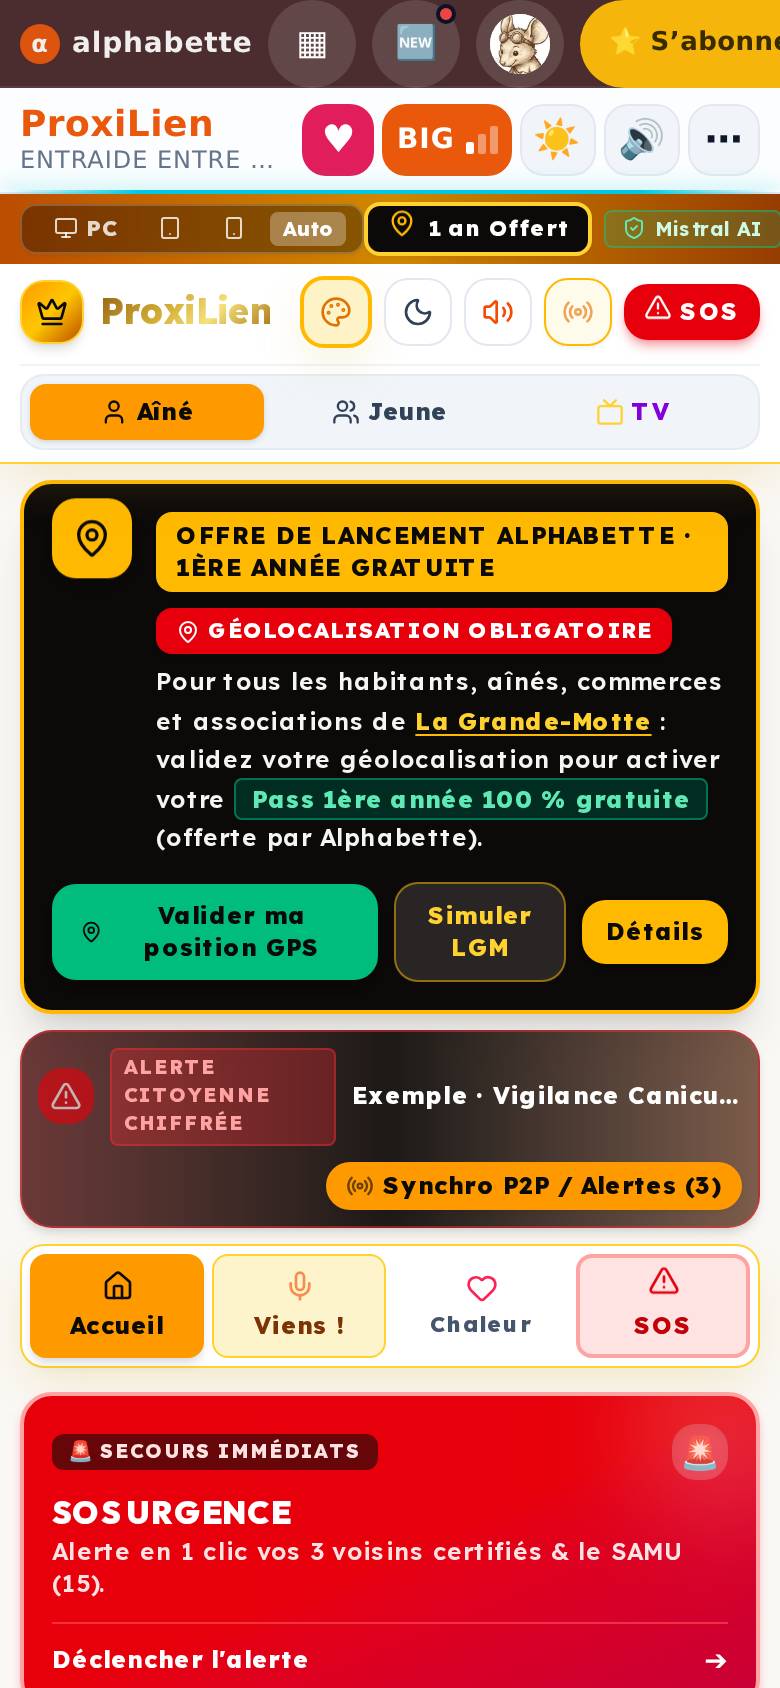 α alphabette
NEW
⭐ S’abonne
ProxiLien
ENTRAIDE ENTRE ...
BIG
PC
Auto
1 an Offert
Mistral AI
ProxiLien
SOS
Aîné
Jeune
TV
OFFRE DE LANCEMENT ALPHABETTE ·
1ÈRE ANNÉE GRATUITE
GÉOLOCALISATION OBLIGATOIRE
Pour tous les habitants, aînés, commerces
et associations de La Grande-Motte :
validez votre géolocalisation pour activer
votre Pass 1ère année 100 % gratuite
(offerte par Alphabette).
Valider ma
position GPS
Simuler
LGM
Détails
ALERTE
CITOYENNE
CHIFFRÉE
Exemple · Vigilance Canicu...
Synchro P2P / Alertes (3)
Accueil
Viens !
Chaleur
SOS
🚨 SECOURS IMMÉDIATS
SOS URGENCE
Alerte en 1 clic vos 3 voisins certifiés & le SAMU
(15).
Déclencher l'alerte →